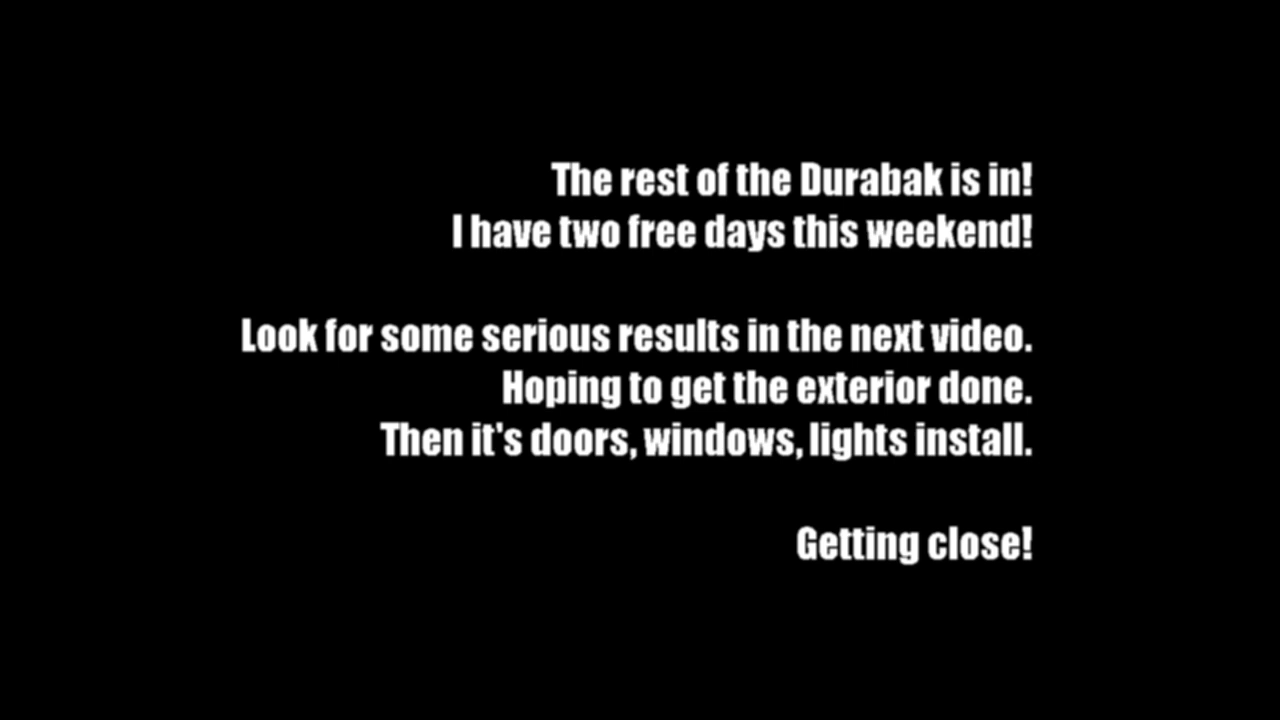 The rest of the Durabak is in!
I have two free days this weekend!
Look for some serious results in the next video.
Hoping to get the exterior done.
Then it's doors, windows, lights install.
Getting close!